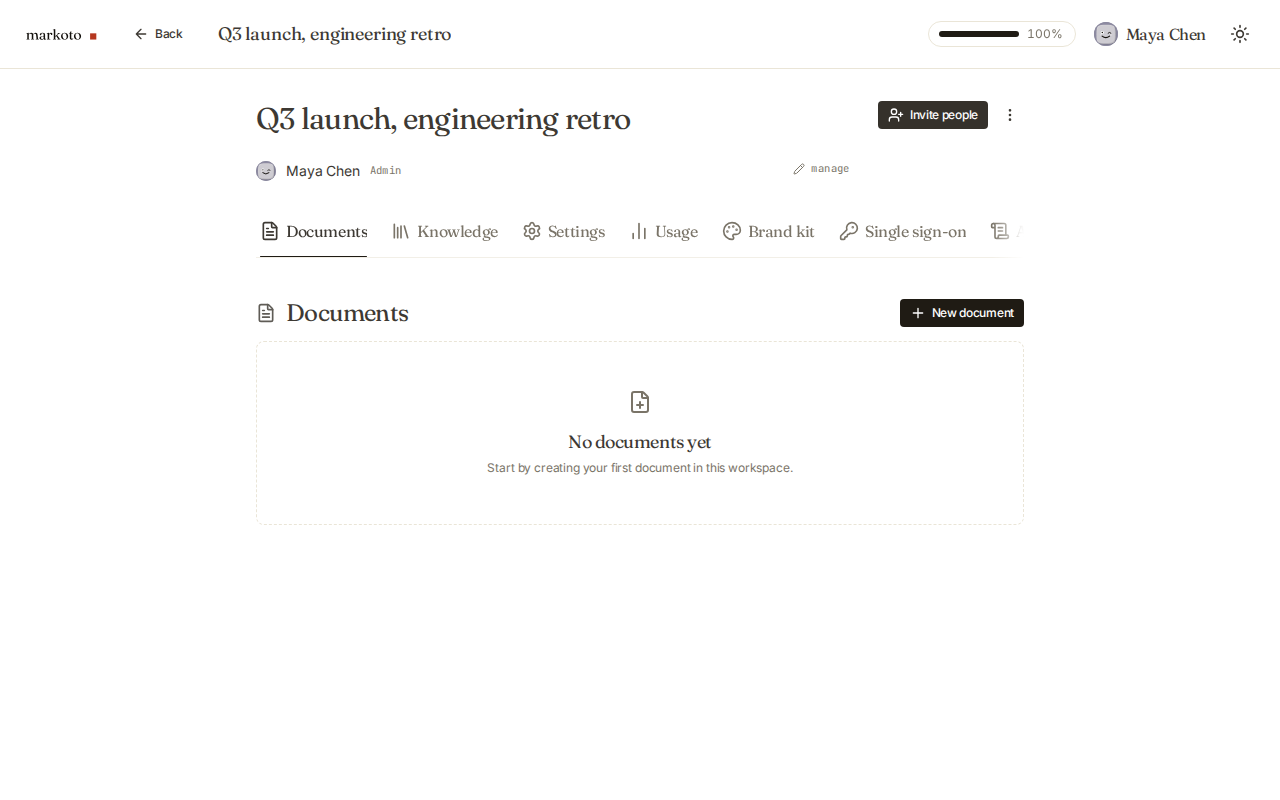 markoto
Back
Q3 launch, engineering retro
100%
Maya Chen
Q3 launch, engineering retro
Invite people
Maya Chen Admin
manage
Documents
Knowledge
Settings
Usage
Brand kit
Single sign-on
Documents
New document
No documents yet
Start by creating your first document in this workspace.